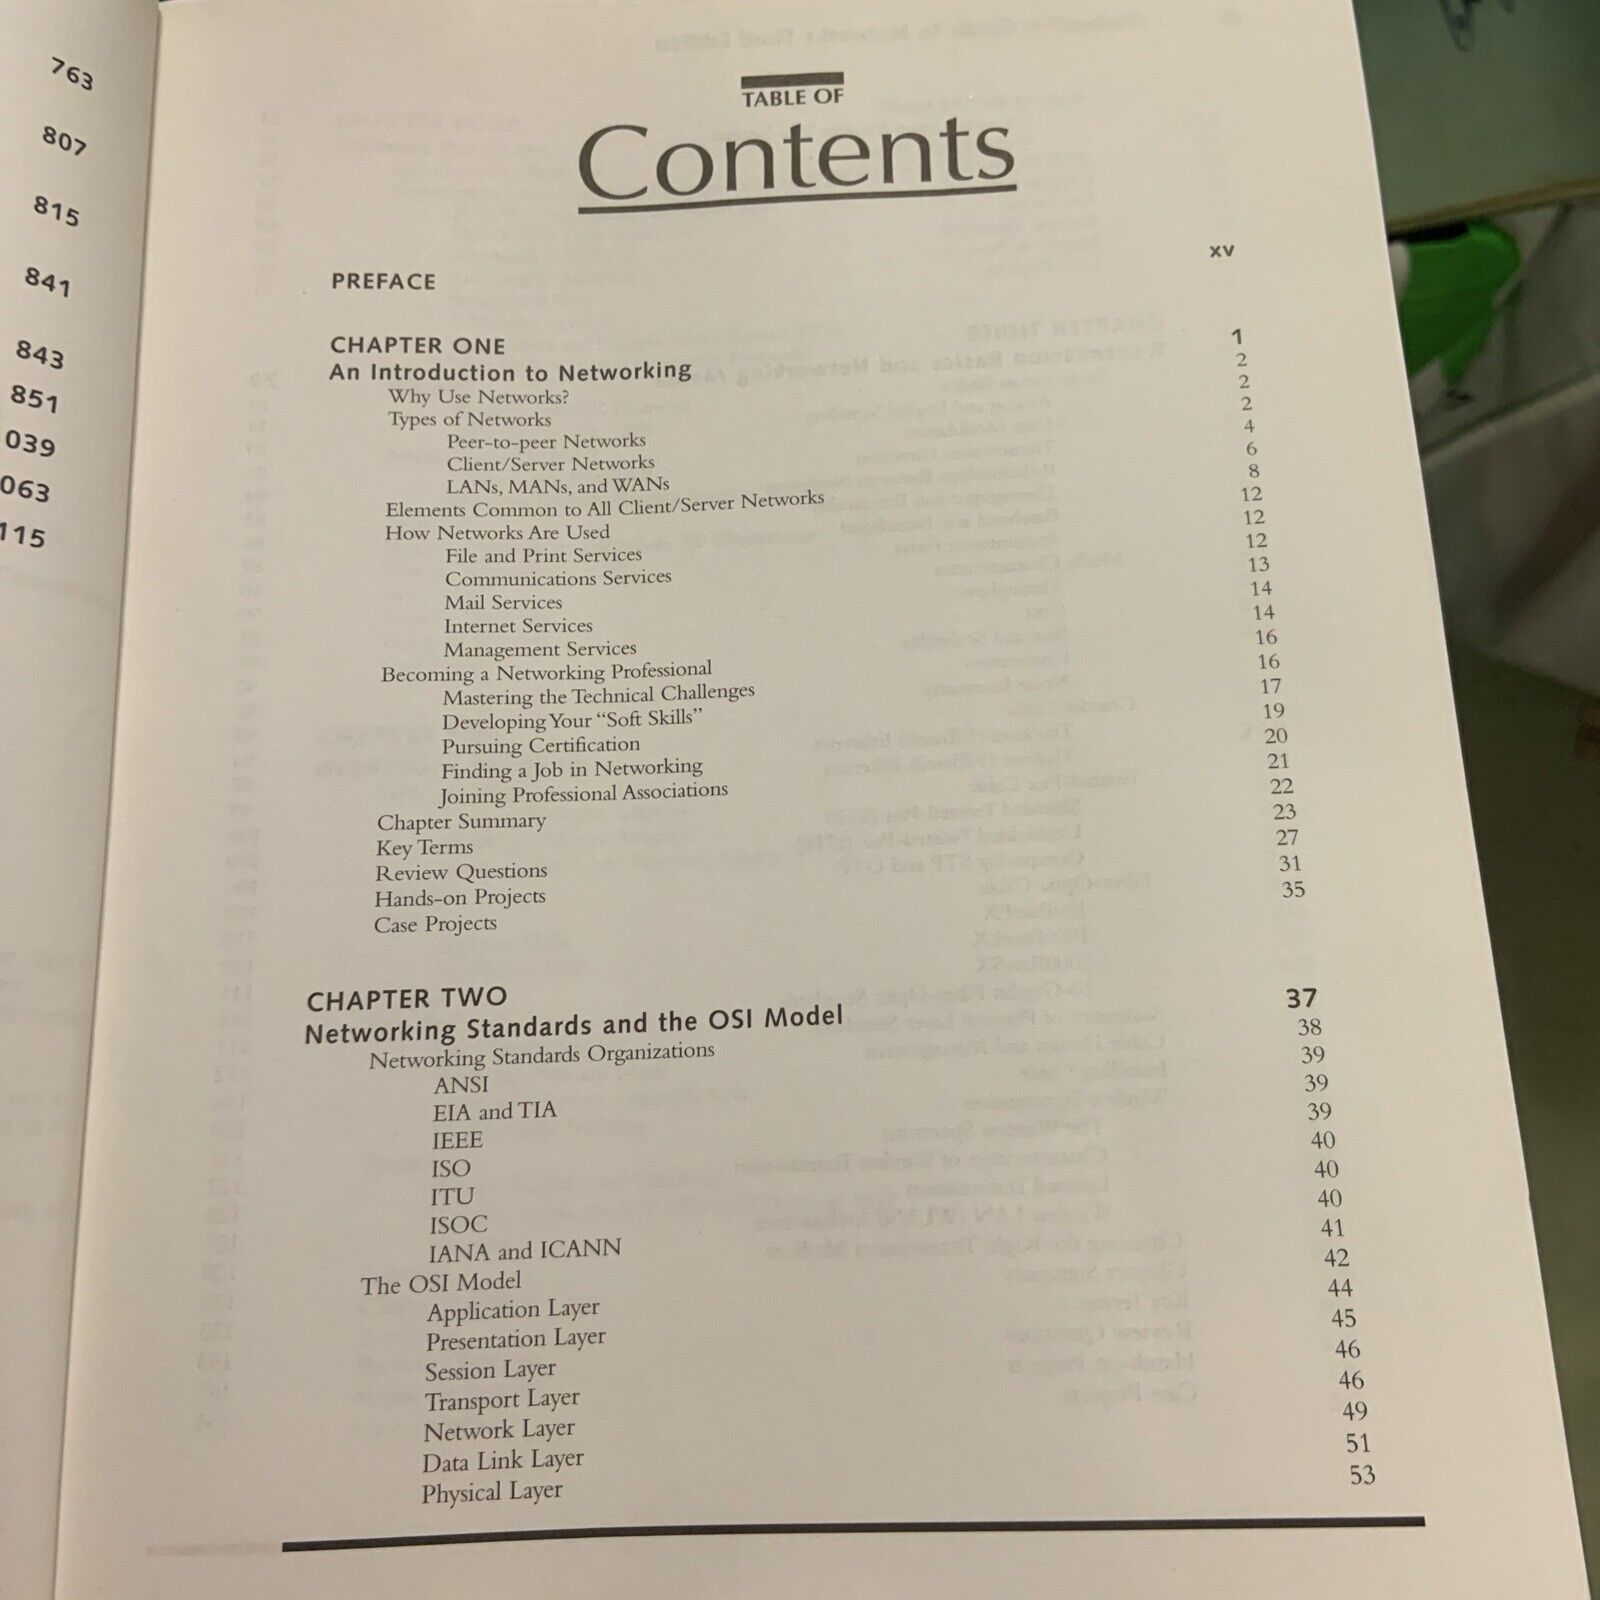 763
807
815
841
843
851
039
063
115
TABLE OF
Contents
PREFACE xv
CHAPTER ONE
An Introduction to Networking 1
Why Use Networks? 2
Types of Networks 2
Peer-to-peer Networks 2
Client/Server Networks 4
LANs, MANs, and WANs 6
Elements Common to All Client/Server Networks 8
How Networks Are Used 12
File and Print Services 12
Communications Services 12
Mail Services 13
Internet Services 14
Management Services 14
Becoming a Networking Professional 16
Mastering the Technical Challenges 16
Developing Your “Soft Skills” 17
Pursuing Certification 19
Finding a Job in Networking 20
Joining Professional Associations 21
Chapter Summary 22
Key Terms 23
Review Questions 27
Hands-on Projects 31
Case Projects 35
CHAPTER TWO
Networking Standards and the OSI Model 37
Networking Standards Organizations 38
ANSI 39
EIA and TIA 39
IEEE 39
ISO 40
ITU 40
ISOC 40
IANA and ICANN 41
The OSI Model 42
Application Layer 44
Presentation Layer 45
Session Layer 46
Transport Layer 46
Network Layer 49
Data Link Layer 51
Physical Layer 53